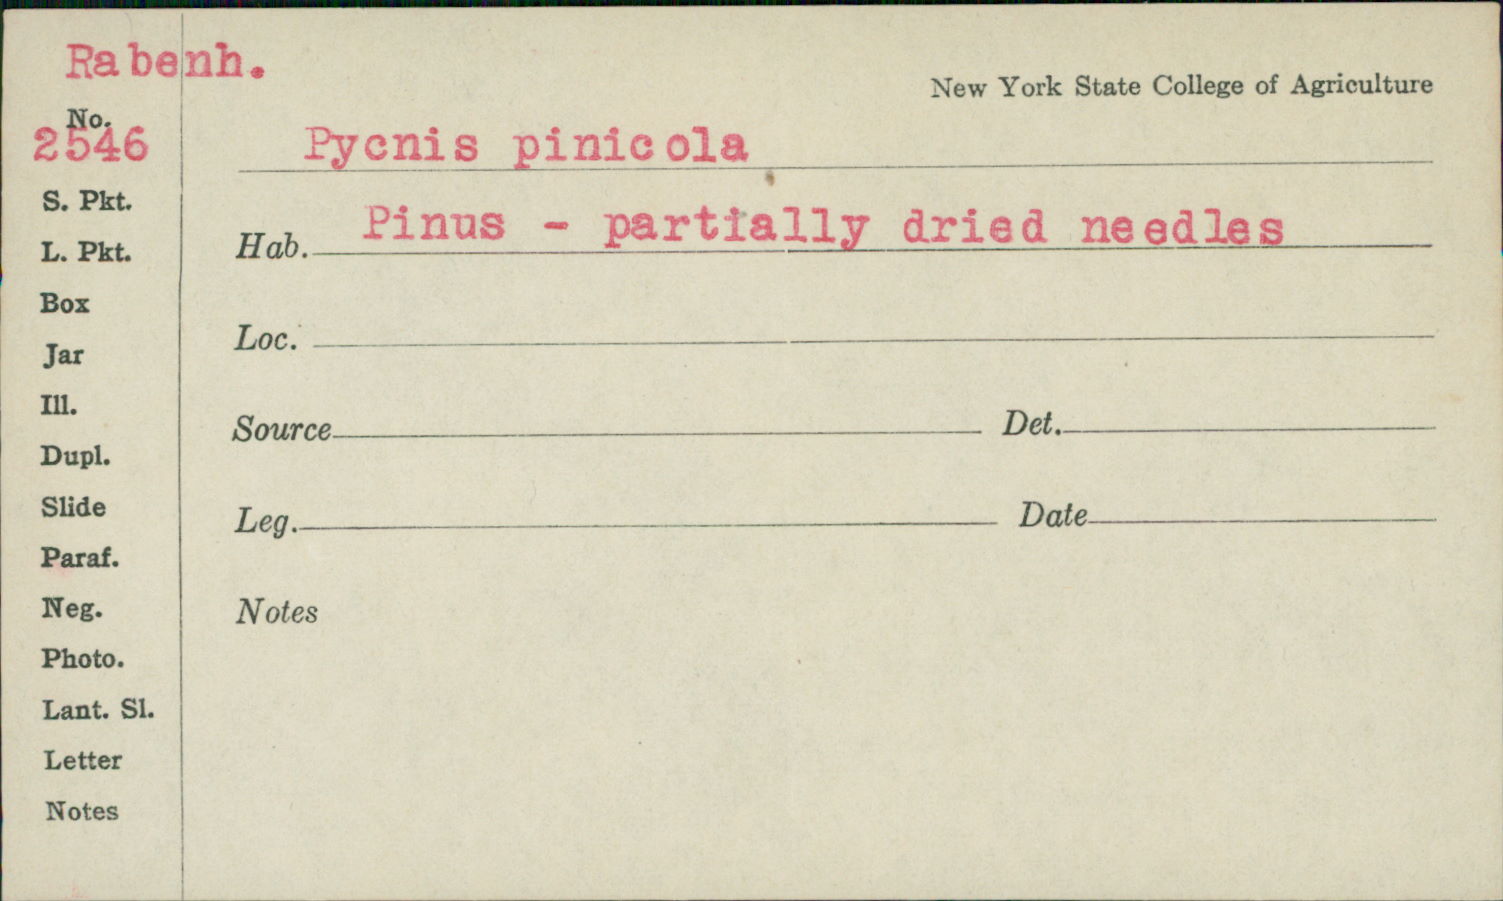 Rabenh.
New York State College of Agriculture
No.
2546
Pycnis pinicola
S. Pkt.
Hab. Pinus - partially dried needles
L. Pkt.
Box
Loc.
Jar
Ill.
Source Det.
Dupl.
Slide
Leg. Date
Paraf.
Neg.
Notes
Photo.
Lant. Sl.
Letter
Notes